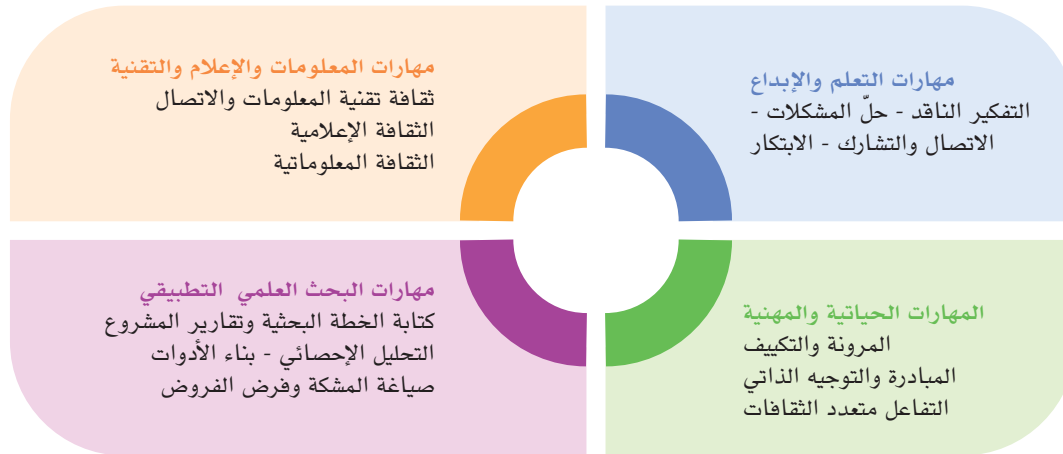 مهارات التعلم والإبداع
التفكير الناقد - حلّ المشكلات -
الاتصال والتشارك - الابتكار
مهارات المعلومات والإعلام والتقنية
ثقافة تقنية المعلومات والاتصال
الثقافة الإعلامية
الثقافة المعلوماتية
المهارات الحياتية والمهنية
المرونة والتكييف
المبادرة والتوجيه الذاتي
التفاعل متعدد الثقافات
مهارات البحث العلمي التطبيقي
كتابة الخطة البحثية وتقارير المشروع
التحليل الإحصائي - بناء الأدوات
صياغة المشكة وفرض الفروض